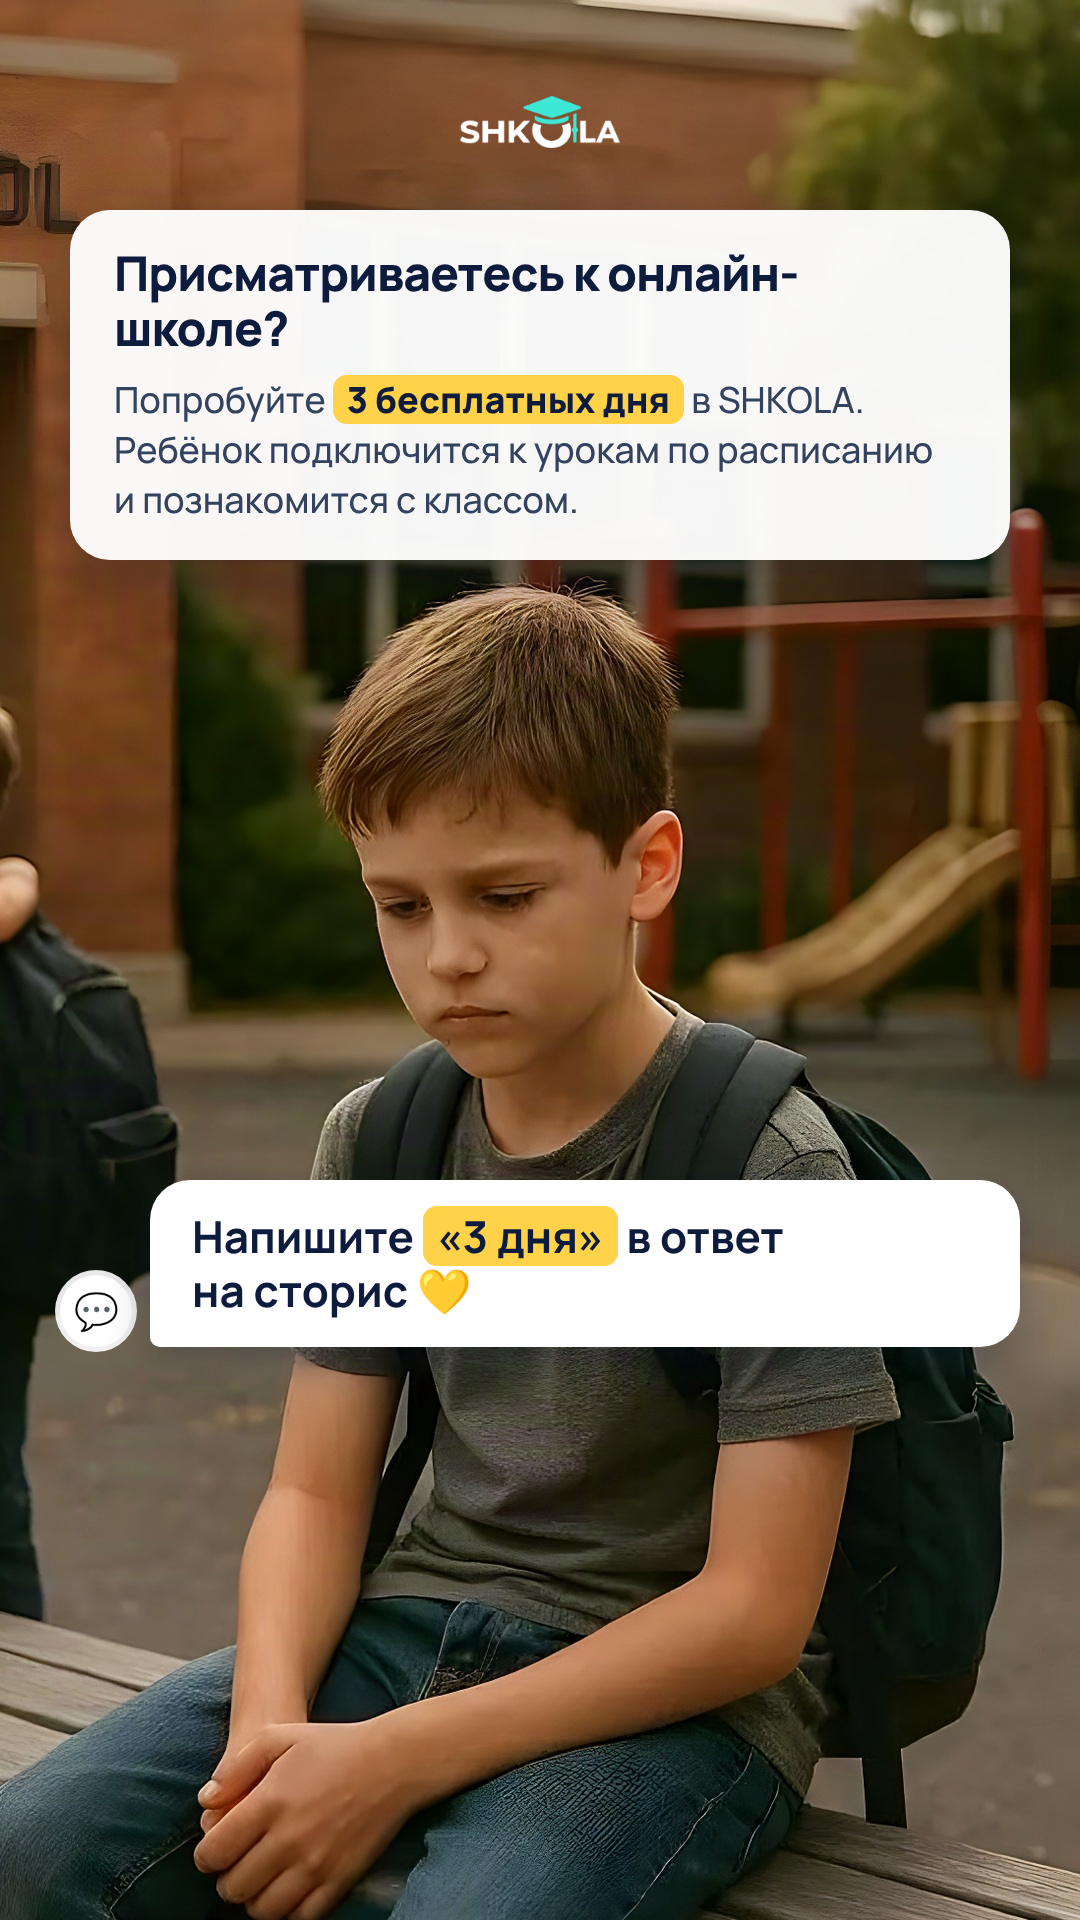 SHKOLA
OL
Присматриваетесь к онлайн-
школе?
Попробуйте 3 бесплатных дня в SHKOLA.
Ребёнок подключится к урокам по расписанию
и познакомится с классом.
Напишите «3 дня» в ответ
на сторис 💛